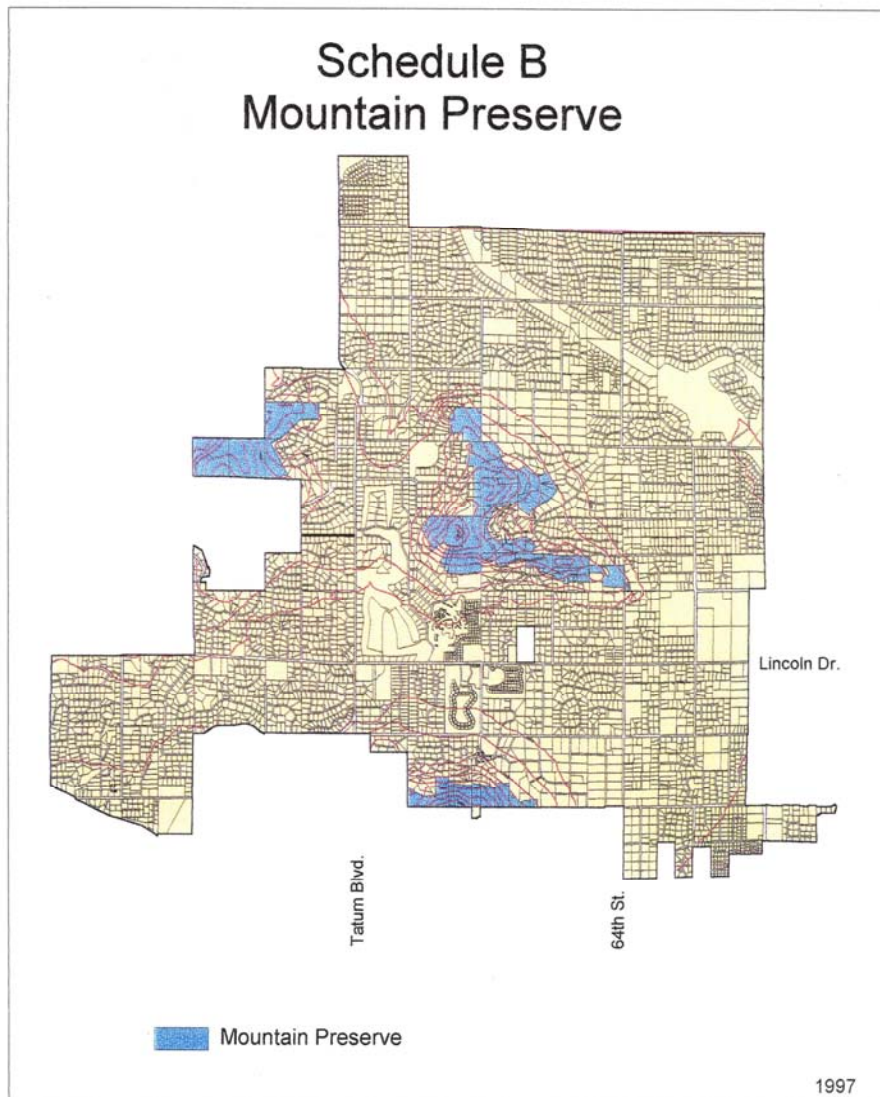 Schedule B
Mountain Preserve
Lincoln Dr.
Tatum Blvd.
64th St.
Mountain Preserve
1997